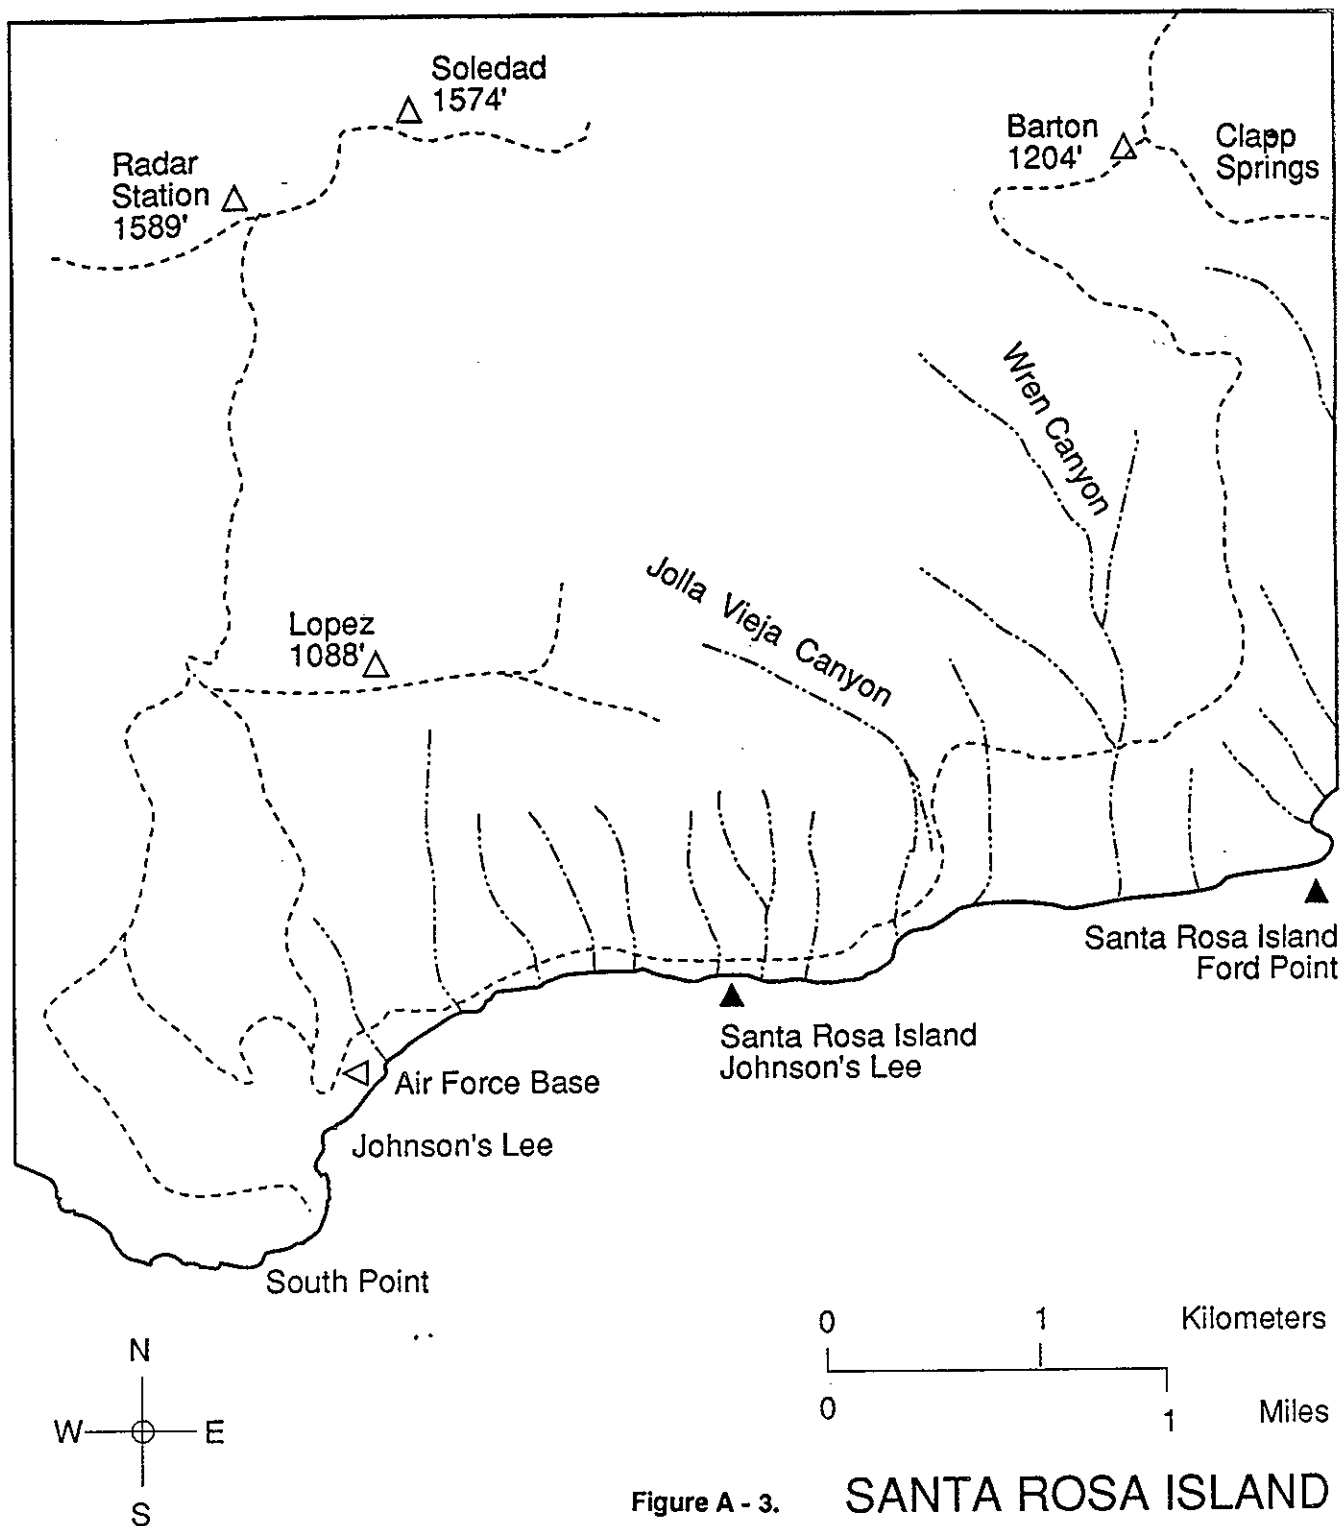 Soledad
1574'
Radar
Station
1589'
Barton
1204'
Clapp
Springs
Wren Canyon
Jolla Vieja Canyon
Lopez
1088'
Santa Rosa Island
Ford Point
Santa Rosa Island
Johnson's Lee
Air Force Base
Johnson's Lee
South Point
0 1 Kilometers
0 1 Miles
N
W E
S
Figure A - 3. SANTA ROSA ISLAND